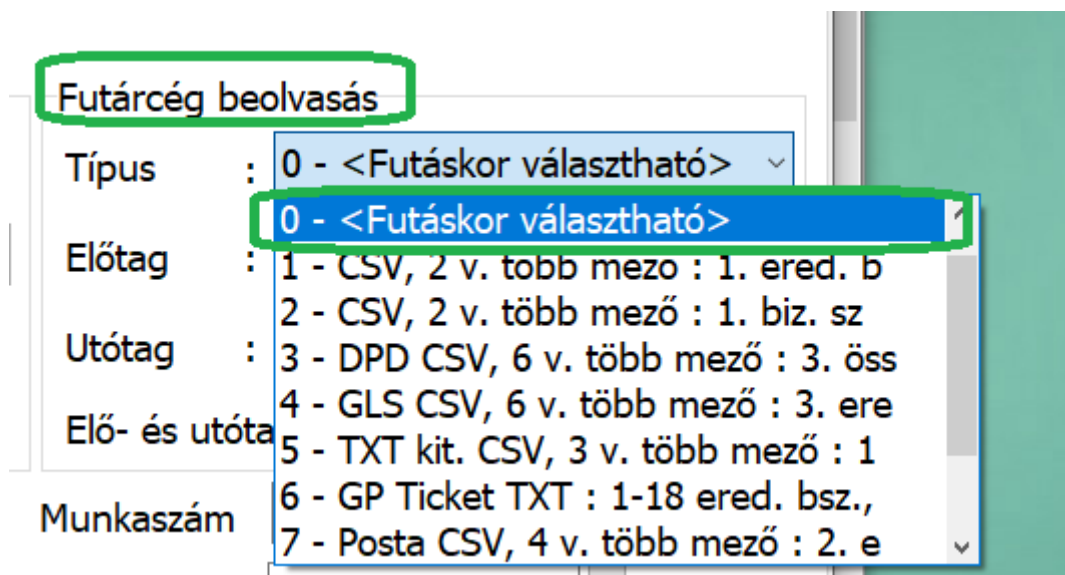 Futárcég beolvasás
Típus : 0 - <Futáskor választható>
0 - <Futáskor választható>
Előtag :
1 - CSV, 2 v. több mező : 1. ered. b
2 - CSV, 2 v. több mező : 1. biz. sz
Utótag :
3 - DPD CSV, 6 v. több mező : 3. öss
4 - GLS CSV, 6 v. több mező : 3. ere
Elő- és utóta
5 - TXT kit. CSV, 3 v. több mező : 1
6 - GP Ticket TXT : 1-18 ered. bsz.,
Munkaszám
7 - Posta CSV, 4 v. több mező : 2. e